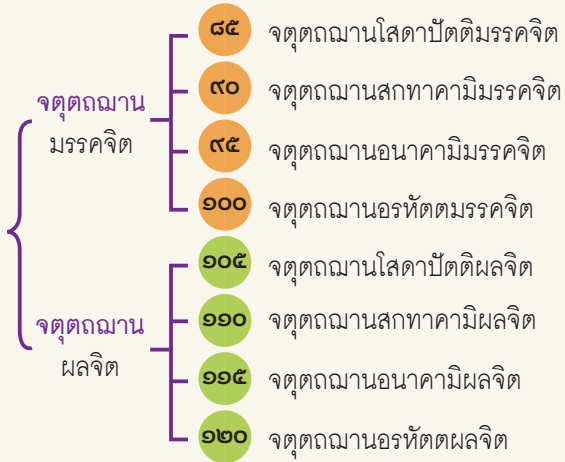 จตุตถฌาน
มรรคจิต
๘๕ จตุตถฌานโสดาปัตติมรรคจิต
๙๐ จตุตถฌานสกทาคามิมรรคจิต
๙๕ จตุตถฌานอนาคามิมรรคจิต
๑๐๐ จตุตถฌานอรหัตตมรรคจิต
จตุตถฌาน
ผลจิต
๑๐๕ จตุตถฌานโสดาปัตติผลจิต
๑๑๐ จตุตถฌานสกทาคามิผลจิต
๑๑๕ จตุตถฌานอนาคามิผลจิต
๑๒๐ จตุตถฌานอรหัตตผลจิต